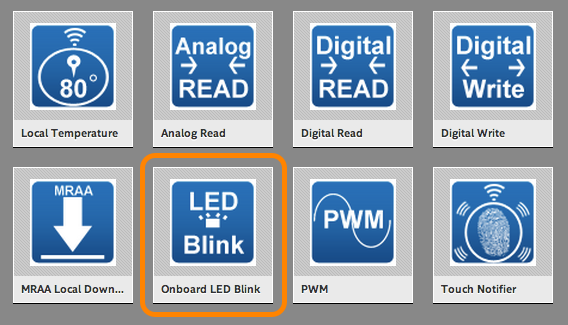 80°
Local Temperature
Analog
READ
Analog Read
Digital
READ
Digital Read
Digital
Write
Digital Write
MRAA
MRAA Local Down...
LED
Blink
Onboard LED Blink
PWM
PWM
Touch Notifier